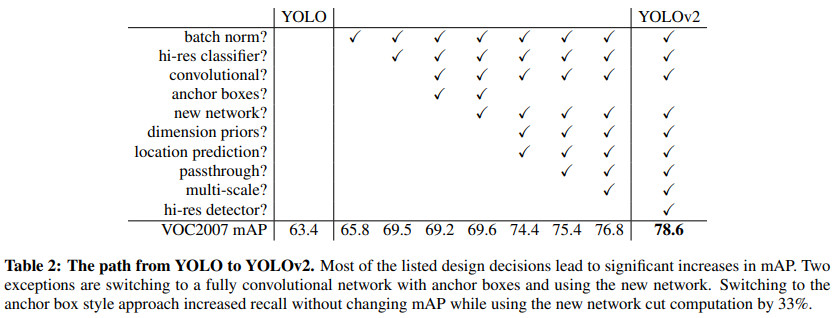 YOLO YOLOv2
batch norm? ✓ ✓ ✓ ✓ ✓ ✓ ✓ ✓
hi-res classifier? ✓ ✓ ✓ ✓ ✓ ✓ ✓
convolutional? ✓ ✓ ✓ ✓ ✓ ✓
anchor boxes? ✓ ✓
new network? ✓ ✓ ✓ ✓ ✓
dimension priors? ✓ ✓ ✓ ✓
location prediction? ✓ ✓ ✓ ✓
passthrough? ✓ ✓ ✓
multi-scale? ✓ ✓
hi-res detector? ✓
VOC2007 mAP 63.4 65.8 69.5 69.2 69.6 74.4 75.4 76.8 78.6
Table 2: The path from YOLO to YOLOv2. Most of the listed design decisions lead to significant increases in mAP. Two
exceptions are switching to a fully convolutional network with anchor boxes and using the new network. Switching to the
anchor box style approach increased recall without changing mAP while using the new network cut computation by 33%.